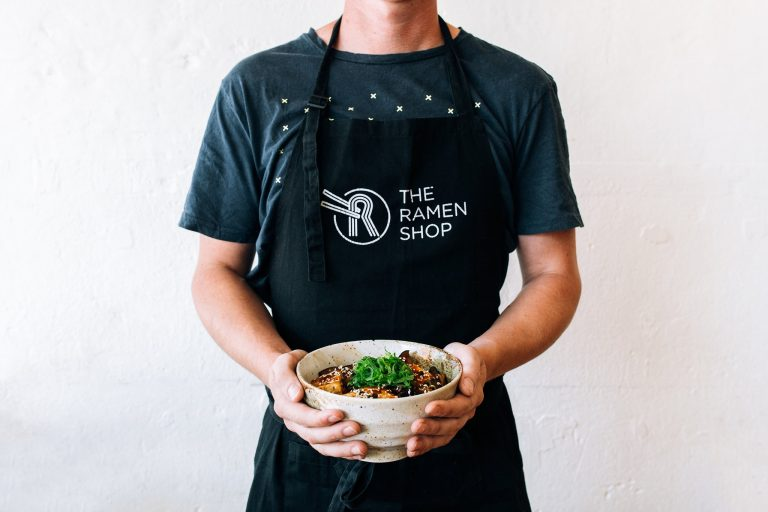 THE
RAMEN
SHOP